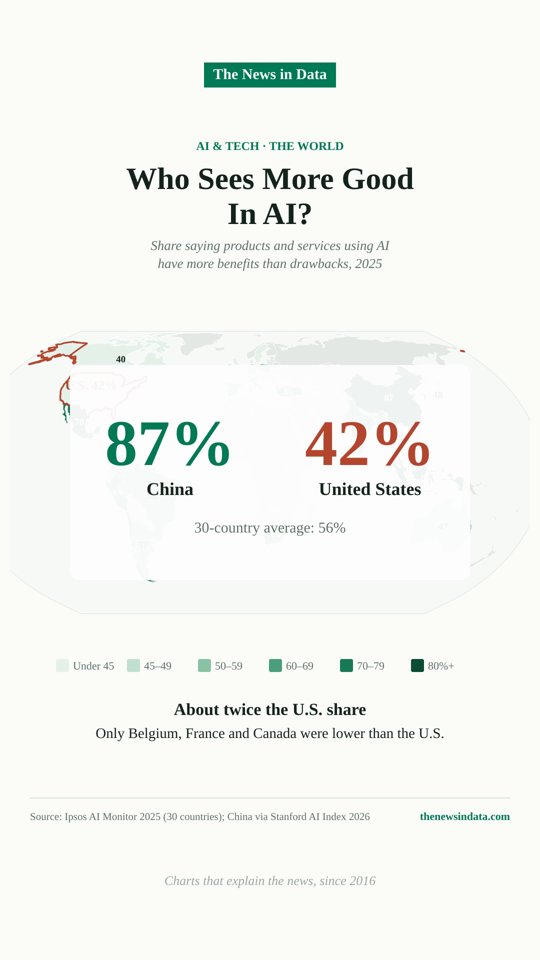 The News in Data
AI & TECH · THE WORLD
Who Sees More Good
In AI?
Share saying products and services using AI
have more benefits than drawbacks, 2025
40
U.S. 42%
87% 42%
China United States
30-country average: 56%
Under 45 45–49 50–59 60–69 70–79 80%+
About twice the U.S. share
Only Belgium, France and Canada were lower than the U.S.
Source: Ipsos AI Monitor 2025 (30 countries); China via Stanford AI Index 2026 thenewsindata.com
Charts that explain the news, since 2016